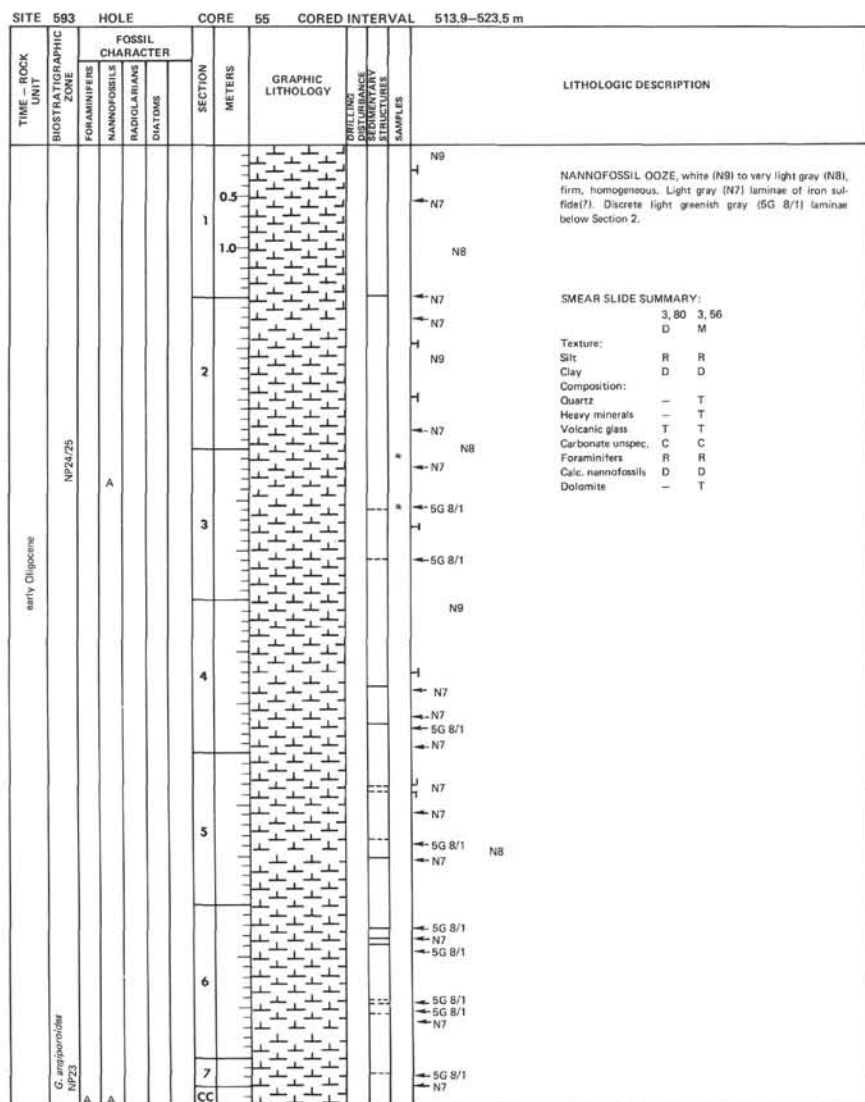 SITE 593 HOLE CORE 55 CORED INTERVAL 513.9–523.5 m
TIME – ROCK UNIT
BIOSTRATIGRAPHIC ZONE
FOSSIL CHARACTER
FORAMINIFERS
NANNOFOSSILS
RADIOLARIANS
DIATOMS
SECTION
METERS
GRAPHIC LITHOLOGY
DRILLING DISTURBANCE
SEDIMENTARY STRUCTURES
SAMPLES
LITHOLOGIC DESCRIPTION
early Oligocene
NP24/25
G. angiporoides
NP23
A
A A
1
0.5
1.0
2
3
4
5
6
7
CC
N9
N7
N8
N7
N7
N9
N7
N8
*
N7
* 5G 8/1
5G 8/1
N9
N7
N7
5G 8/1
N7
N7
N7
5G 8/1
N8
N7
5G 8/1
N7
5G 8/1
5G 8/1
5G 8/1
N7
5G 8/1
N7
NANNOFOSSIL OOZE, white (N9) to very light gray (N8),
firm, homogeneous. Light gray (N7) laminae of iron sul-
fide(?). Discrete light greenish gray (5G 8/1) laminae
below Section 2.
SMEAR SLIDE SUMMARY:
3, 80 3, 56
D M
Texture:
Silt R R
Clay D D
Composition:
Quartz – T
Heavy minerals – T
Volcanic glass T T
Carbonate unspec. C C
Foraminifers R R
Calc. nannofossils D D
Dolomite – T